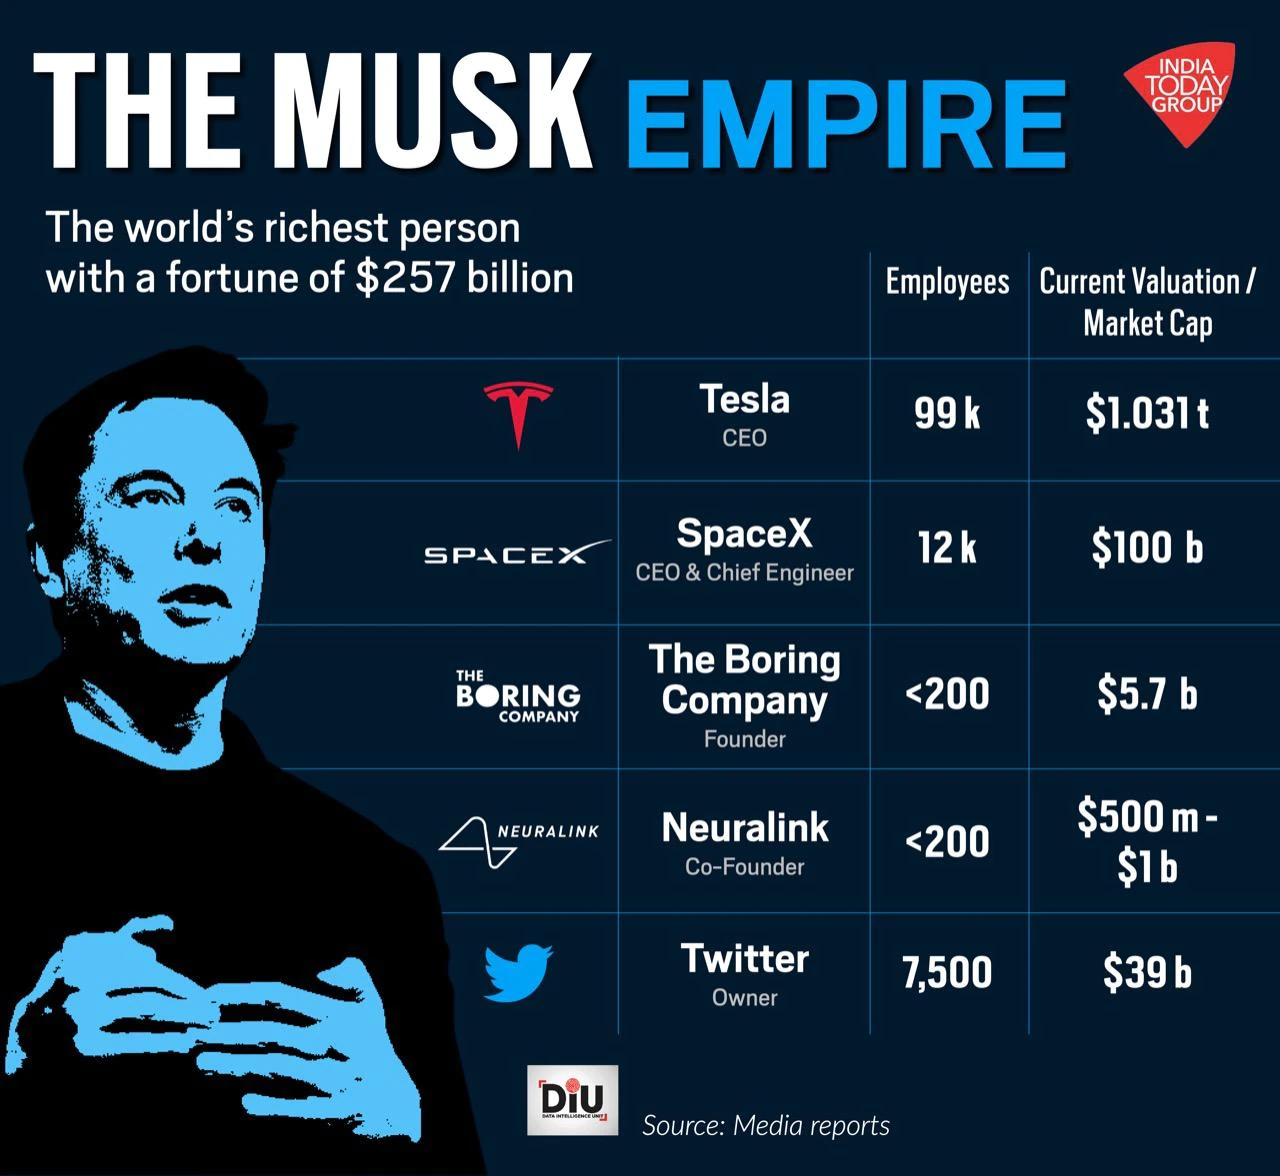 THE MUSK EMPIRE
INDIA
TODAY
GROUP
The world's richest person
with a fortune of $257 billion
Employees
Current Valuation /
Market Cap
Tesla
CEO
99 k
$1.031 t
SPACEX
SpaceX
CEO & Chief Engineer
12 k
$100 b
THE
BORING
COMPANY
The Boring
Company
Founder
<200
$5.7 b
NEURALINK
Neuralink
Co-Founder
<200
$500 m -
$1 b
Twitter
Owner
7,500
$39 b
DiU
DATA INTELLIGENCE UNIT
Source: Media reports